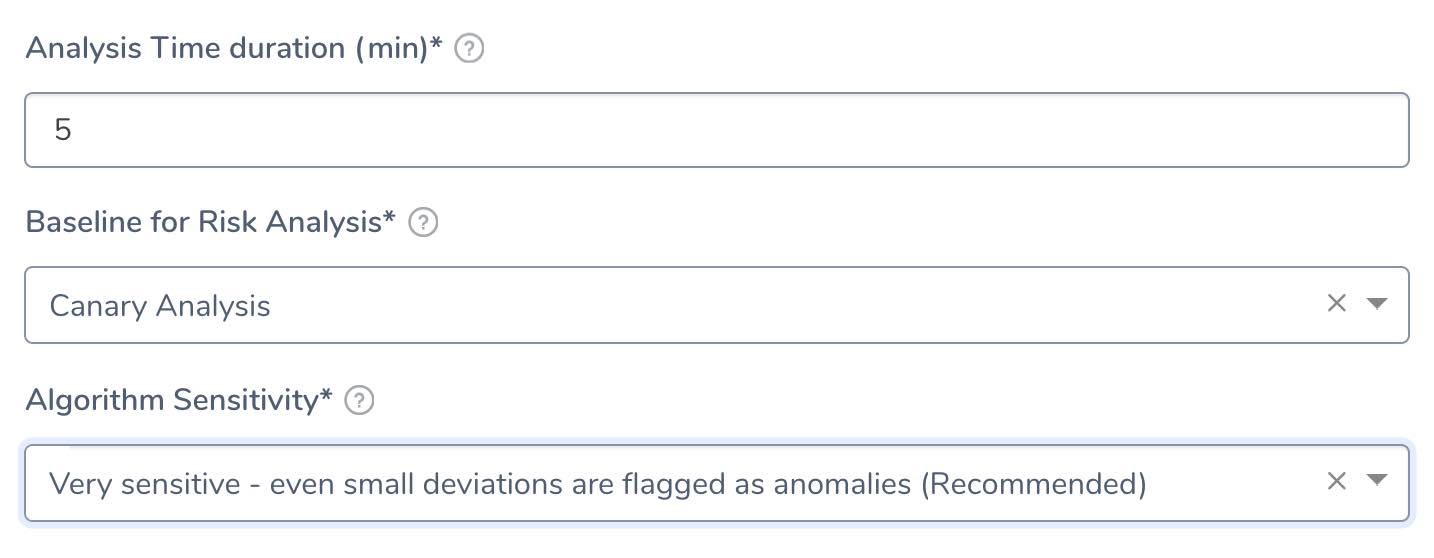 Analysis Time duration (min)* ?
5
Baseline for Risk Analysis* ?
Canary Analysis
Algorithm Sensitivity* ?
Very sensitive - even small deviations are flagged as anomalies (Recommended)